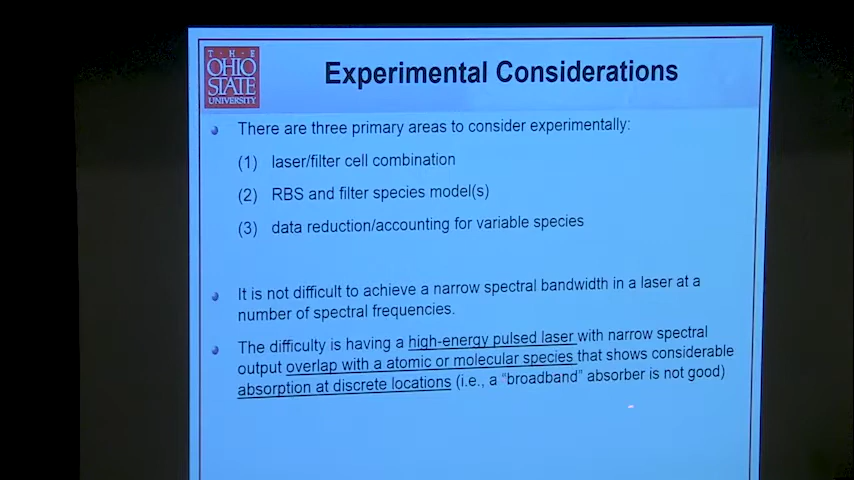 T · H · E
OHIO
STATE
UNIVERSITY
Experimental Considerations
There are three primary areas to consider experimentally:
(1) laser/filter cell combination
(2) RBS and filter species model(s)
(3) data reduction/accounting for variable species
It is not difficult to achieve a narrow spectral bandwidth in a laser at a
number of spectral frequencies.
The difficulty is having a high-energy pulsed laser with narrow spectral
output overlap with a atomic or molecular species that shows considerable
absorption at discrete locations (i.e., a “broadband” absorber is not good)